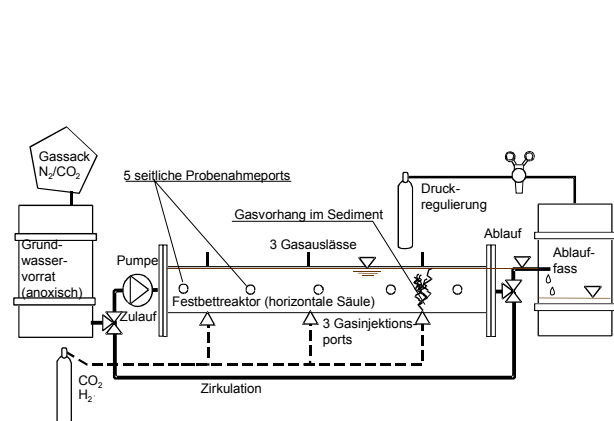 Gassack
N2/CO2
5 seitliche Probenahmeports
Druck-
regulierung
Gasvorhang im Sediment
Ablauf
Grund-
wasser-
vorrat
(anoxisch)
Pumpe
3 Gasauslässe
Ablauf-
fass
Festbettreaktor (horizontale Säule)
Zulauf
3 Gasinjektions
ports
CO2
H2
Zirkulation